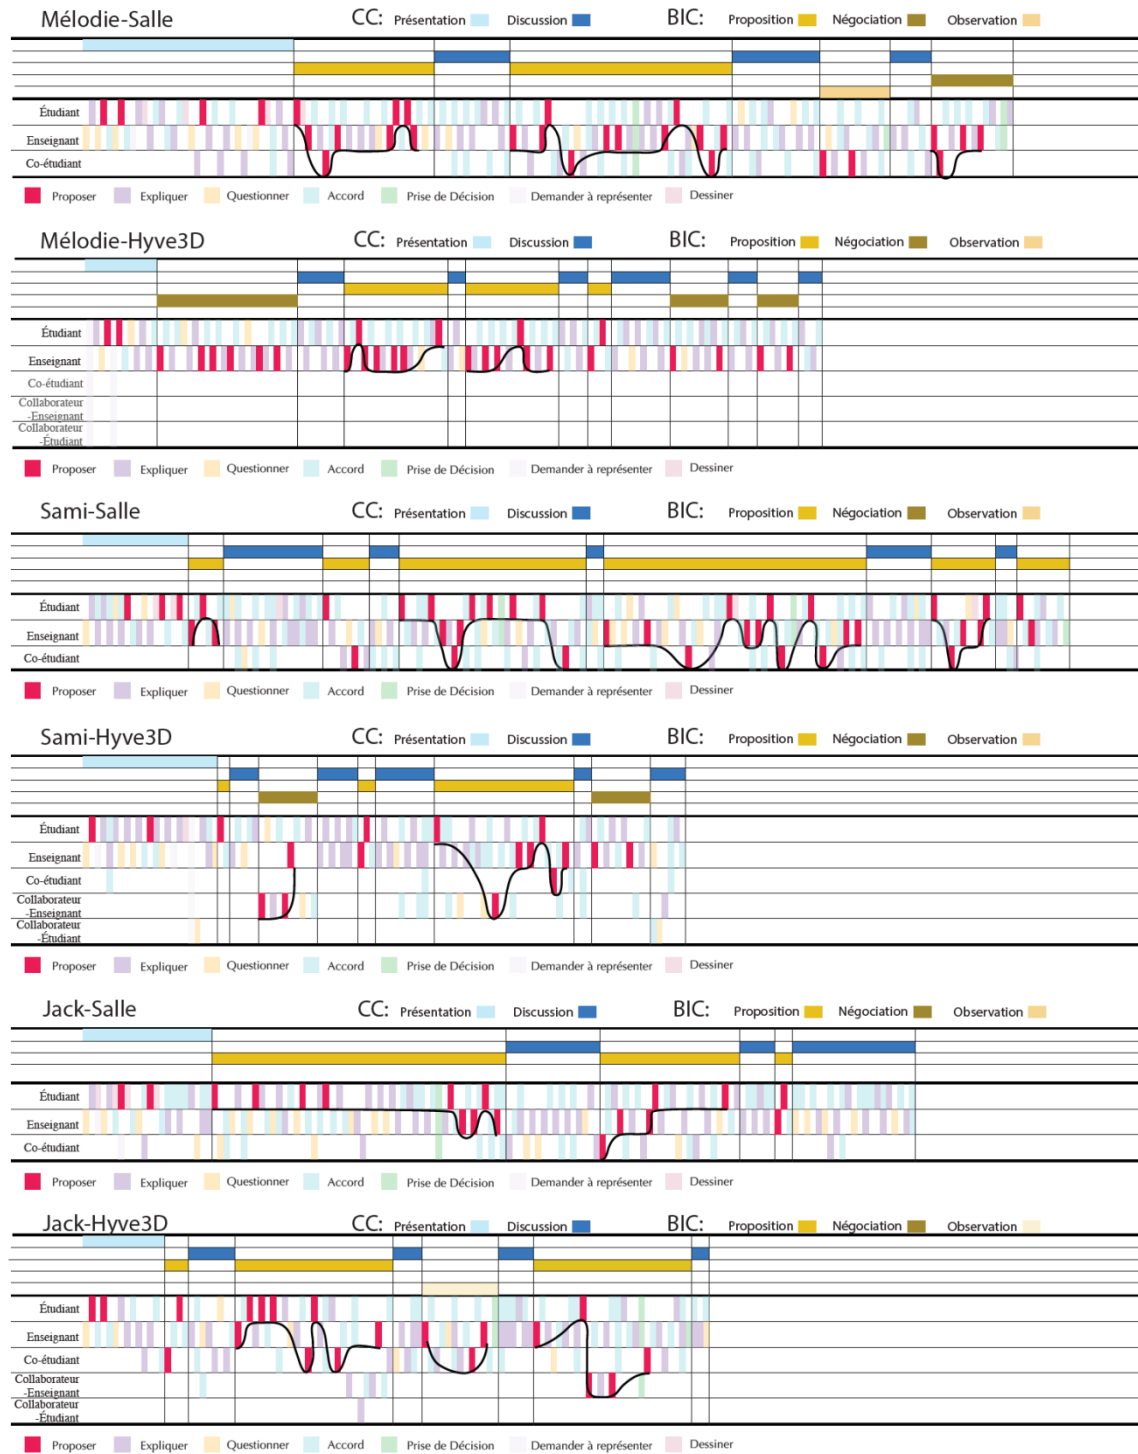 Mélodie-Salle CC: Présentation Discussion BIC: Proposition Négociation Observation
Étudiant
Enseignant
Co-étudiant
Proposer Expliquer Questionner Accord Prise de Décision Demander à représenter Dessiner
Mélodie-Hyve3D CC: Présentation Discussion BIC: Proposition Négociation Observation
Étudiant
Enseignant
Co-étudiant
Collaborateur
-Enseignant
Collaborateur
-Étudiant
Proposer Expliquer Questionner Accord Prise de Décision Demander à représenter Dessiner
Sami-Salle CC: Présentation Discussion BIC: Proposition Négociation Observation
Étudiant
Enseignant
Co-étudiant
Proposer Expliquer Questionner Accord Prise de Décision Demander à représenter Dessiner
Sami-Hyve3D CC: Présentation Discussion BIC: Proposition Négociation Observation
Étudiant
Enseignant
Co-étudiant
Collaborateur
-Enseignant
Collaborateur
-Étudiant
Proposer Expliquer Questionner Accord Prise de Décision Demander à représenter Dessiner
Jack-Salle CC: Présentation Discussion BIC: Proposition Négociation Observation
Étudiant
Enseignant
Co-étudiant
Proposer Expliquer Questionner Accord Prise de Décision Demander à représenter Dessiner
Jack-Hyve3D CC: Présentation Discussion BIC: Proposition Négociation Observation
Étudiant
Enseignant
Co-étudiant
Collaborateur
-Enseignant
Collaborateur
-Étudiant
Proposer Expliquer Questionner Accord Prise de Décision Demander à représenter Dessiner